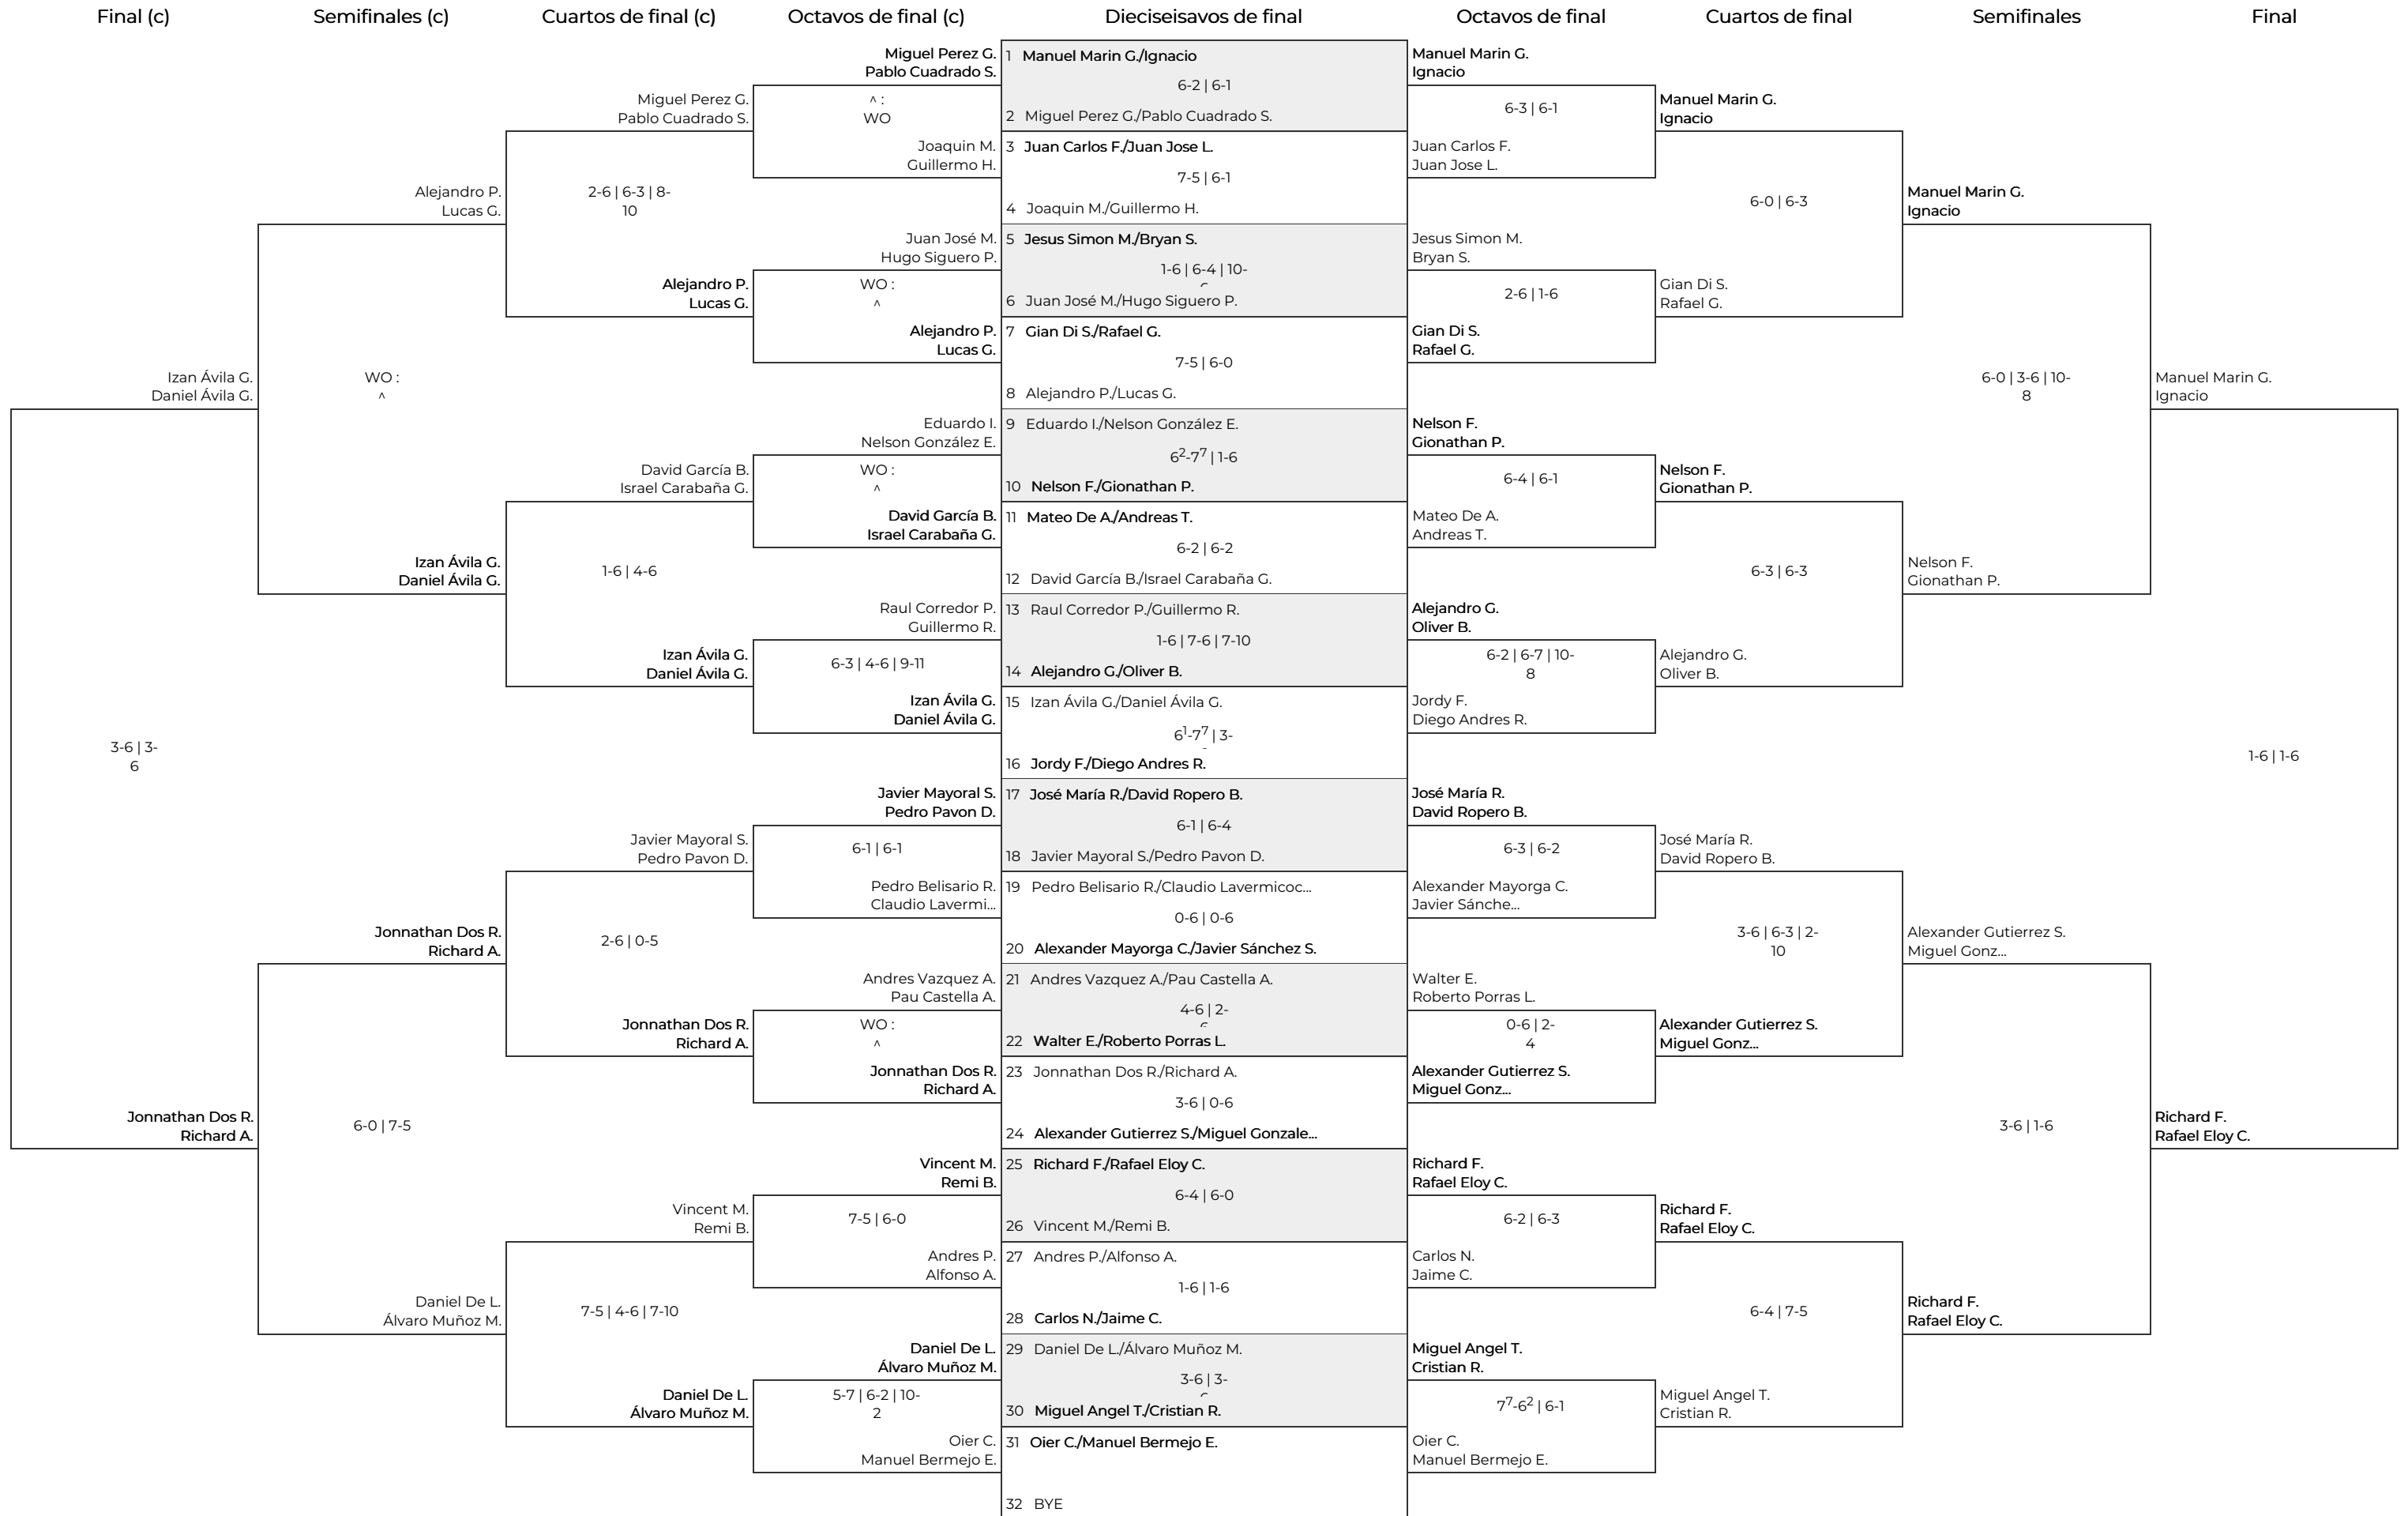 Final (c)
Semifinales (c)
Cuartos de final (c)
Octavos de final (c)
Dieciseisavos de final
Octavos de final
Cuartos de final
Semifinales
Final
Izan Ávila G.
Daniel Ávila G.
3-6 | 3-
6
Jonnathan Dos R.
Richard A.
Alejandro P.
Lucas G.
WO :
^
Izan Ávila G.
Daniel Ávila G.
Jonnathan Dos R.
Richard A.
6-0 | 7-5
Daniel De L.
Álvaro Muñoz M.
Miguel Perez G.
Pablo Cuadrado S.
2-6 | 6-3 | 8-
10
Alejandro P.
Lucas G.
David García B.
Israel Carabaña G.
1-6 | 4-6
Izan Ávila G.
Daniel Ávila G.
Javier Mayoral S.
Pedro Pavon D.
2-6 | 0-5
Jonnathan Dos R.
Richard A.
Vincent M.
Remi B.
7-5 | 4-6 | 7-10
Daniel De L.
Álvaro Muñoz M.
Miguel Perez G.
Pablo Cuadrado S.
^ :
WO
Joaquin M.
Guillermo H.
Juan José M.
Hugo Siguero P.
WO :
^
Alejandro P.
Lucas G.
Eduardo I.
Nelson González E.
WO :
^
David García B.
Israel Carabaña G.
Raul Corredor P.
Guillermo R.
6-3 | 4-6 | 9-11
Izan Ávila G.
Daniel Ávila G.
Javier Mayoral S.
Pedro Pavon D.
6-1 | 6-1
Pedro Belisario R.
Claudio Lavermi...
Andres Vazquez A.
Pau Castella A.
WO :
^
Jonnathan Dos R.
Richard A.
Vincent M.
Remi B.
7-5 | 6-0
Andres P.
Alfonso A.
Daniel De L.
Álvaro Muñoz M.
5-7 | 6-2 | 10-
2
Oier C.
Manuel Bermejo E.
1 Manuel Marin G./Ignacio
6-2 | 6-1
2 Miguel Perez G./Pablo Cuadrado S.
3 Juan Carlos F./Juan Jose L.
7-5 | 6-1
4 Joaquin M./Guillermo H.
5 Jesus Simon M./Bryan S.
1-6 | 6-4 | 10-
6 Juan José M./Hugo Siguero P.
7 Gian Di S./Rafael G.
7-5 | 6-0
8 Alejandro P./Lucas G.
9 Eduardo I./Nelson González E.
6²-7⁷ | 1-6
10 Nelson F./Gionathan P.
11 Mateo De A./Andreas T.
6-2 | 6-2
12 David García B./Israel Carabaña G.
13 Raul Corredor P./Guillermo R.
1-6 | 7-6 | 7-10
14 Alejandro G./Oliver B.
15 Izan Ávila G./Daniel Ávila G.
6¹-7⁷ | 3-
16 Jordy F./Diego Andres R.
17 José María R./David Ropero B.
6-1 | 6-4
18 Javier Mayoral S./Pedro Pavon D.
19 Pedro Belisario R./Claudio Lavermicoc...
0-6 | 0-6
20 Alexander Mayorga C./Javier Sánchez S.
21 Andres Vazquez A./Pau Castella A.
4-6 | 2-
22 Walter E./Roberto Porras L.
23 Jonnathan Dos R./Richard A.
3-6 | 0-6
24 Alexander Gutierrez S./Miguel Gonzale...
25 Richard F./Rafael Eloy C.
6-4 | 6-0
26 Vincent M./Remi B.
27 Andres P./Alfonso A.
1-6 | 1-6
28 Carlos N./Jaime C.
29 Daniel De L./Álvaro Muñoz M.
3-6 | 3-
30 Miguel Angel T./Cristian R.
31 Oier C./Manuel Bermejo E.
32 BYE
Manuel Marin G.
Ignacio
6-3 | 6-1
Juan Carlos F.
Juan Jose L.
Jesus Simon M.
Bryan S.
2-6 | 1-6
Gian Di S.
Rafael G.
Nelson F.
Gionathan P.
6-4 | 6-1
Mateo De A.
Andreas T.
Alejandro G.
Oliver B.
6-2 | 6-7 | 10-
8
Jordy F.
Diego Andres R.
José María R.
David Ropero B.
6-3 | 6-2
Alexander Mayorga C.
Javier Sánche...
Walter E.
Roberto Porras L.
0-6 | 2-
4
Alexander Gutierrez S.
Miguel Gonz...
Richard F.
Rafael Eloy C.
6-2 | 6-3
Carlos N.
Jaime C.
Miguel Angel T.
Cristian R.
7⁷-6² | 6-1
Oier C.
Manuel Bermejo E.
Manuel Marin G.
Ignacio
6-0 | 6-3
Gian Di S.
Rafael G.
Nelson F.
Gionathan P.
6-3 | 6-3
Alejandro G.
Oliver B.
José María R.
David Ropero B.
3-6 | 6-3 | 2-
10
Alexander Gutierrez S.
Miguel Gonz...
Richard F.
Rafael Eloy C.
6-4 | 7-5
Miguel Angel T.
Cristian R.
Manuel Marin G.
Ignacio
6-0 | 3-6 | 10-
8
Nelson F.
Gionathan P.
Alexander Gutierrez S.
Miguel Gonz...
3-6 | 1-6
Richard F.
Rafael Eloy C.
Manuel Marin G.
Ignacio
1-6 | 1-6
Richard F.
Rafael Eloy C.